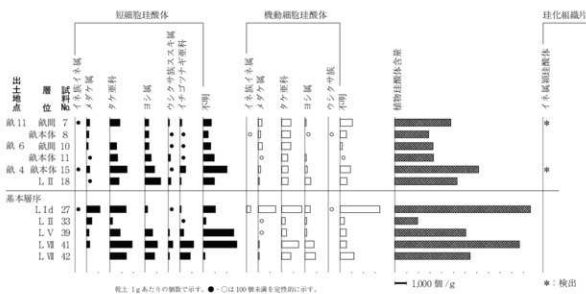 短細胞珪酸体
機動細胞珪酸体
珪化組織片
出土地点
層位
試料No.
イネ族イネ属
メダケ属
タケ亜科
ヨシ属
ウシクサ族ススキ属
イチゴツナギ亜科
不明
イネ族イネ属
メダケ属
タケ亜科
ヨシ属
ウシクサ族
不明
植物珪酸体含量
イネ属穎珪酸体
畝11 畝間 7
畝本体 8
畝6 畝間 10
畝本体 11
畝4 畝本体 15
LⅡ 18
基本層序
LⅠd 27
LⅡ 33
LⅤ 39
LⅦ 41
LⅦ 42
乾土1gあたりの個数で示す。●・○は100個未満を定性的に示す。
1,000個/g
*:検出